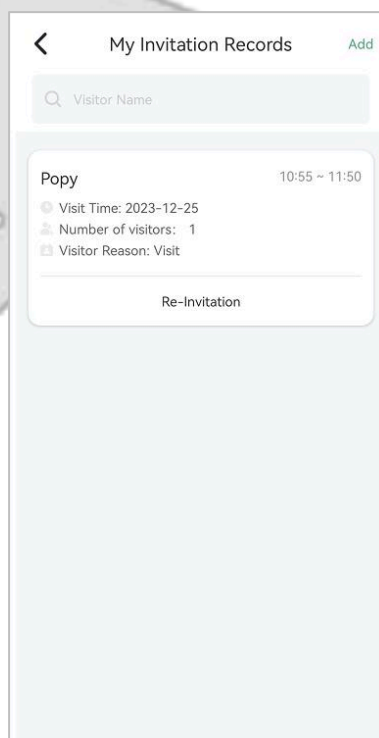 My Invitation Records Add
Visitor Name
Popy 10:55 ~ 11:50
Visit Time: 2023-12-25
Number of visitors: 1
Visitor Reason: Visit
Re-Invitation